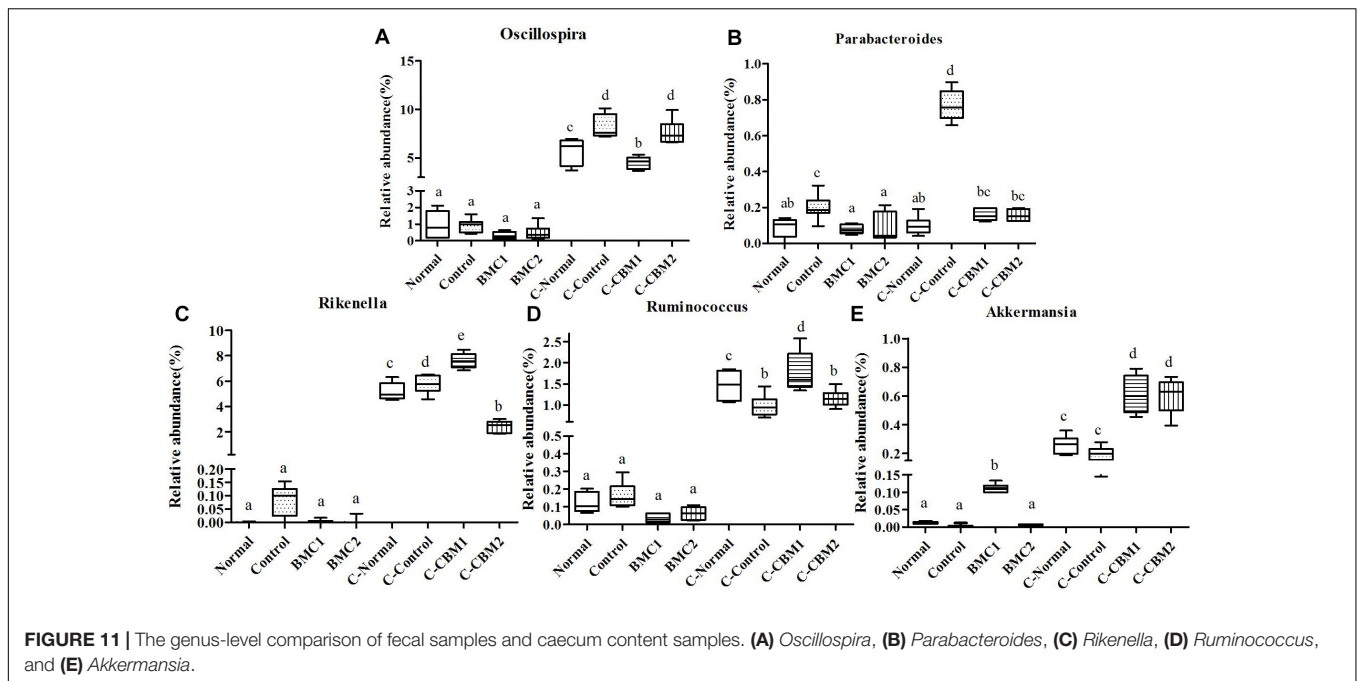 A
Oscillospira
Relative abundance(%)
15
10
5
3
2
1
0
a
a
a
a
c
d
b
d
Normal
Control
BMC1
BMC2
C-Normal
C-Control
C-CBM1
C-CBM2
B
Parabacteroides
Relative abundance(%)
1.0
0.8
0.6
0.4
0.2
0.0
ab
c
a
a
ab
d
bc
bc
Normal
Control
BMC1
BMC2
C-Normal
C-Control
C-CBM1
C-CBM2
C
Rikenella
Relative abundance(%)
10
8
6
4
2
0.20
0.15
0.10
0.05
0.00
a
a
a
a
c
d
e
b
Normal
Control
BMC1
BMC2
C-Normal
C-Control
C-CBM1
C-CBM2
D
Ruminococcus
Relative abundance(%)
2.5
2.0
1.5
1.0
0.5
0.4
0.3
0.2
0.1
0.0
a
a
a
a
c
b
d
b
Normal
Control
BMC1
BMC2
C-Normal
C-Control
C-CBM1
C-CBM2
E
Akkermansia
Relative abundance(%)
1.0
0.8
0.6
0.4
0.2
0.15
0.10
0.05
0.00
a
a
b
a
c
c
d
d
Normal
Control
BMC1
BMC2
C-Normal
C-Control
C-CBM1
C-CBM2
FIGURE 11 | The genus-level comparison of fecal samples and caecum content samples. (A) Oscillospira, (B) Parabacteroides, (C) Rikenella, (D) Ruminococcus,
and (E) Akkermansia.